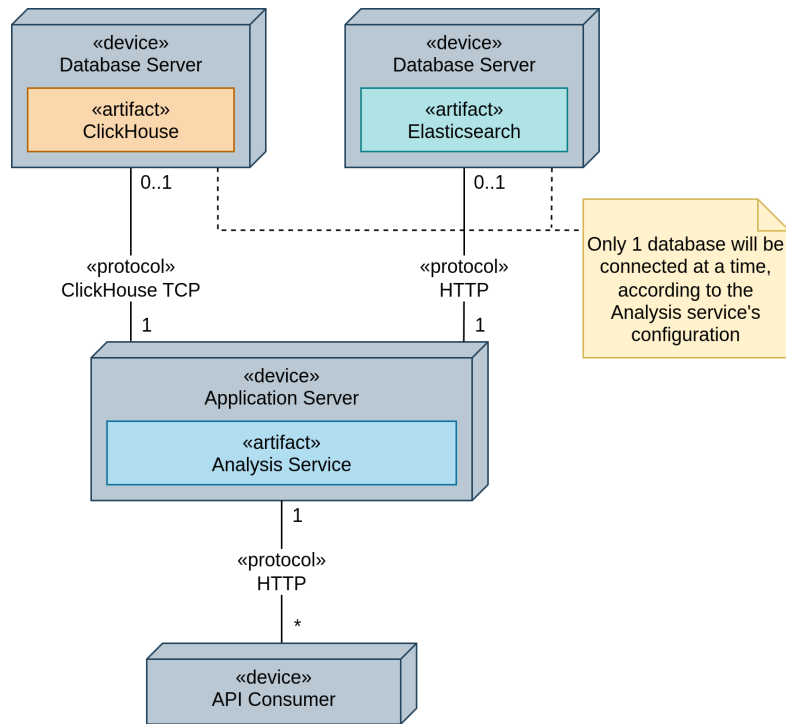 «device»
Database Server
«artifact»
ClickHouse
«device»
Database Server
«artifact»
Elasticsearch
0..1
0..1
Only 1 database will be
connected at a time,
according to the
Analysis service's
configuration
«protocol»
ClickHouse TCP
«protocol»
HTTP
1
1
«device»
Application Server
«artifact»
Analysis Service
1
«protocol»
HTTP
*
«device»
API Consumer